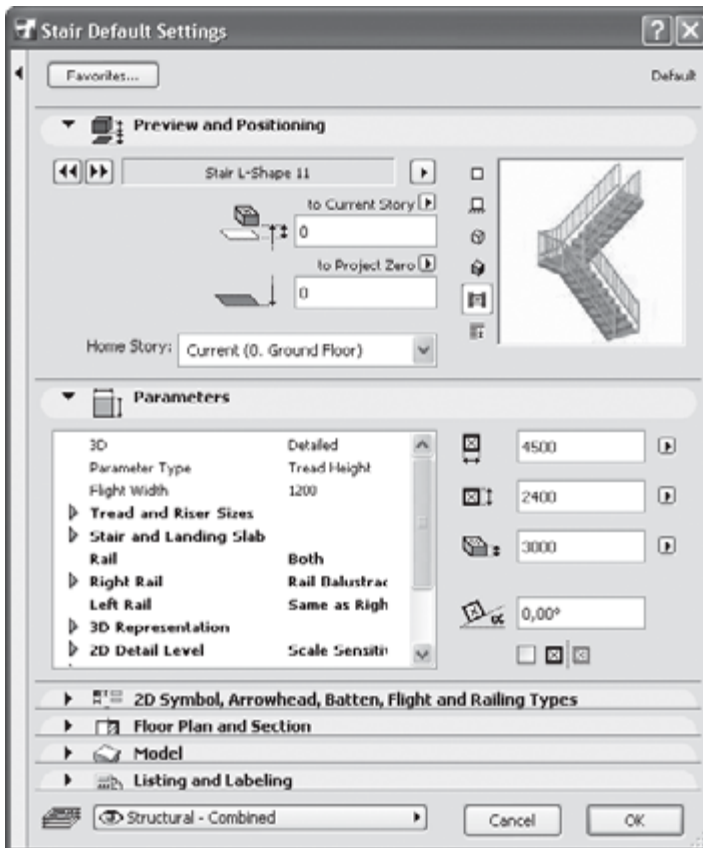 Stair Default Settings
Favorites...
Default
Preview and Positioning
Stair L-Shape 11
to Current Story
0
to Project Zero
0
Home Story: Current (0. Ground Floor)
Parameters
3D Detailed
Parameter Type Tread Height
Flight Width 1200
Tread and Riser Sizes
Stair and Landing Slab
Rail Both
Right Rail Rail Balustrac
Left Rail Same as Righ
3D Representation
2D Detail Level Scale Sensitiv
4500
2400
3000
0,00°
2D Symbol, Arrowhead, Batten, Flight and Railing Types
Floor Plan and Section
Model
Listing and Labeling
Structural - Combined
Cancel
OK